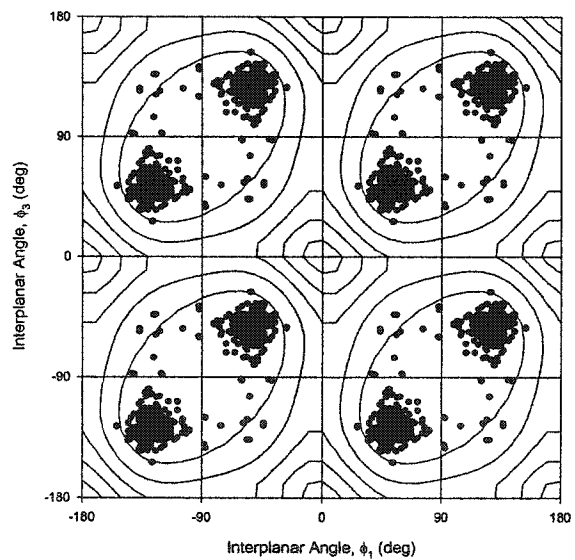 180
90
0
-90
-180
Interplanar Angle, ϕ3 (deg)
-180 -90 0 90 180
Interplanar Angle, ϕ1 (deg)